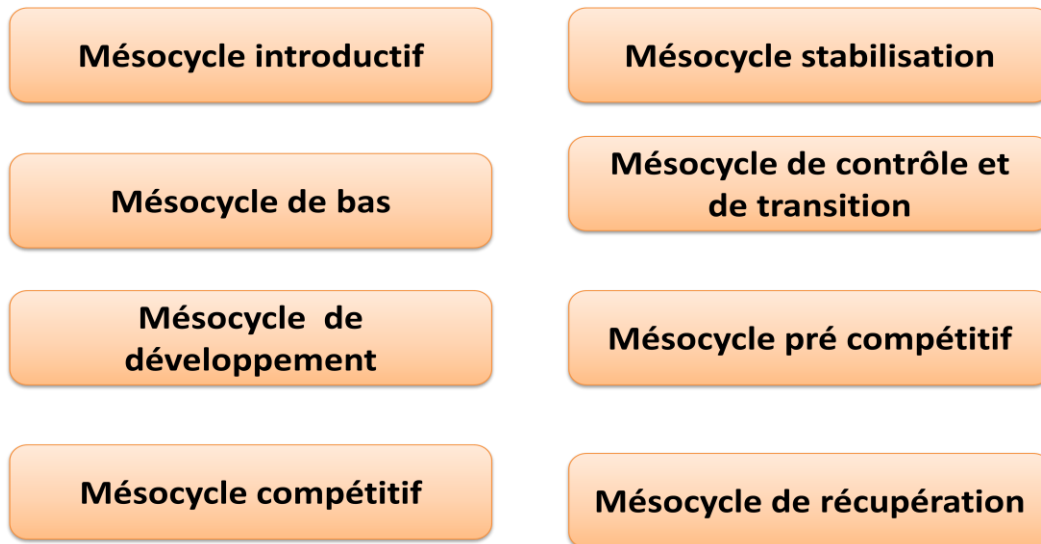 Mésocycle introductif
Mésocycle stabilisation
Mésocycle de bas
Mésocycle de contrôle et
de transition
Mésocycle de
développement
Mésocycle pré compétitif
Mésocycle compétitif
Mésocycle de récupération